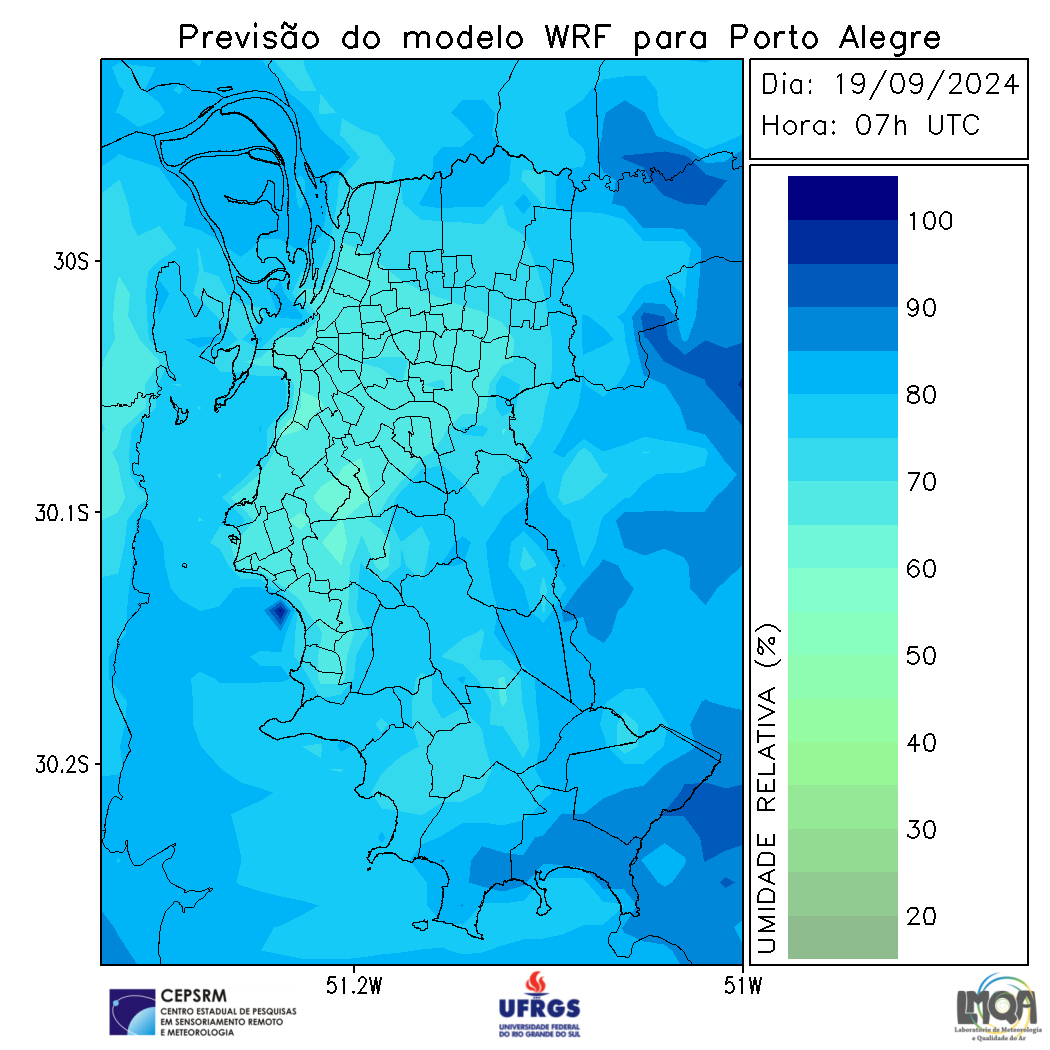 Previsão do modelo WRF para Porto Alegre
Dia: 19/09/2024
Hora: 07h UTC
30S
30.1S
30.2S
51.2W
51W
100
90
80
70
60
50
40
30
20
UMIDADE RELATIVA (%)
CEPSRM
CENTRO ESTADUAL DE PESQUISAS
EM SENSORIAMENTO REMOTO
E METEOROLOGIA
UFRGS
UNIVERSIDADE FEDERAL
DO RIO GRANDE DO SUL
LMQA
Laboratório de Meteorologia
e Qualidade do Ar